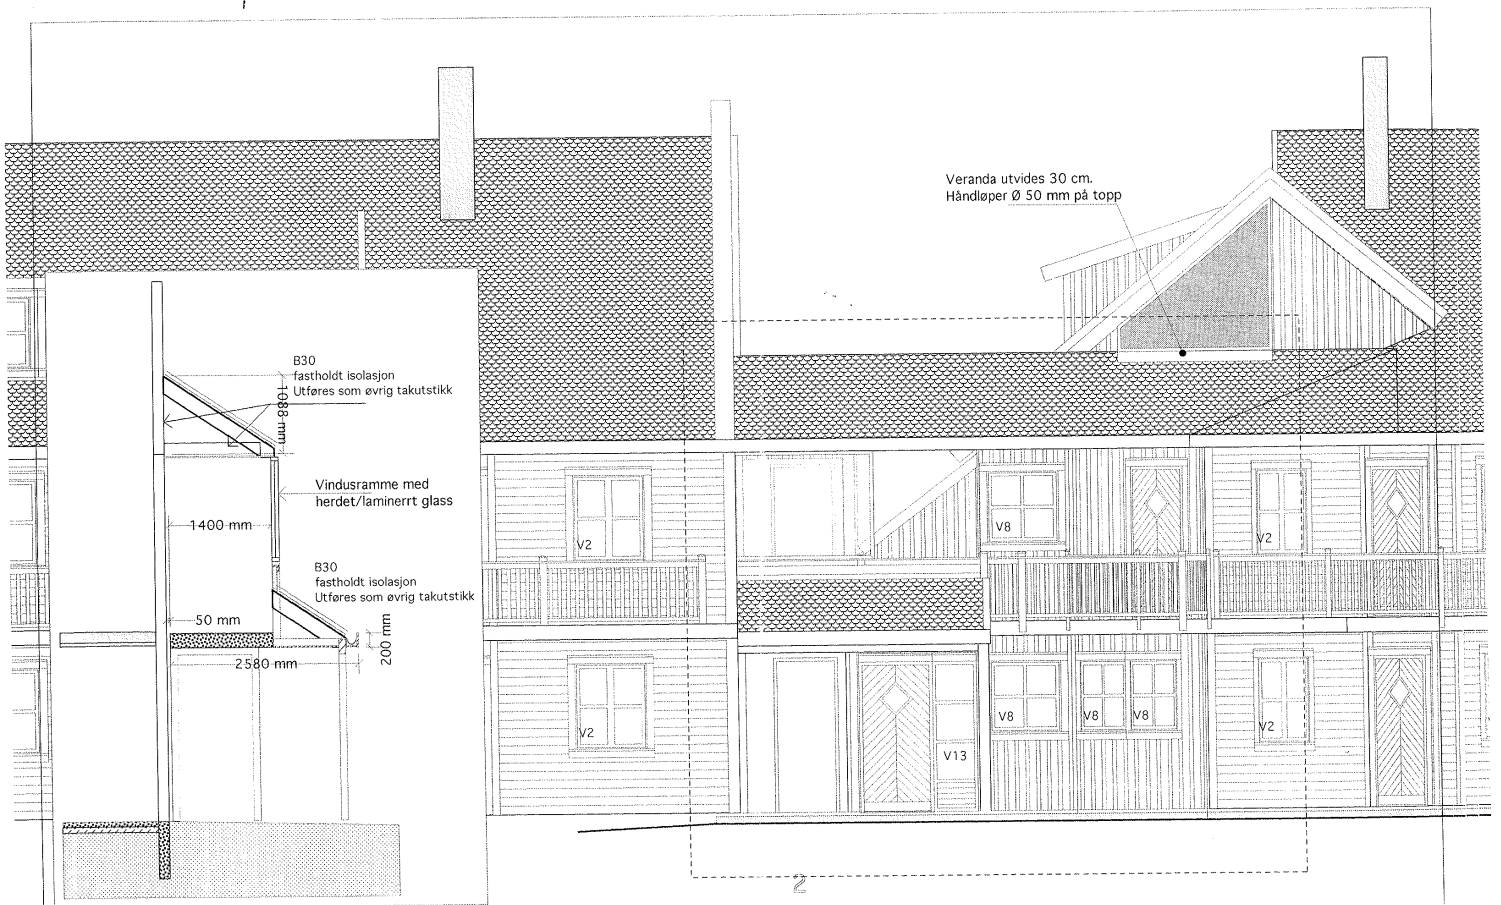 Veranda utvides 30 cm.
Håndløper Ø 50 mm på topp
B30
fastholdt isolasjon
Utføres som øvrig takutstikk
1088 mm
Vindusramme med
herdet/laminerrt glass
1400 mm
B30
fastholdt isolasjon
Utføres som øvrig takutstikk
50 mm
200 mm
2580 mm
V2
V8
V2
V2
V8
V8
V8
V2
V13
2